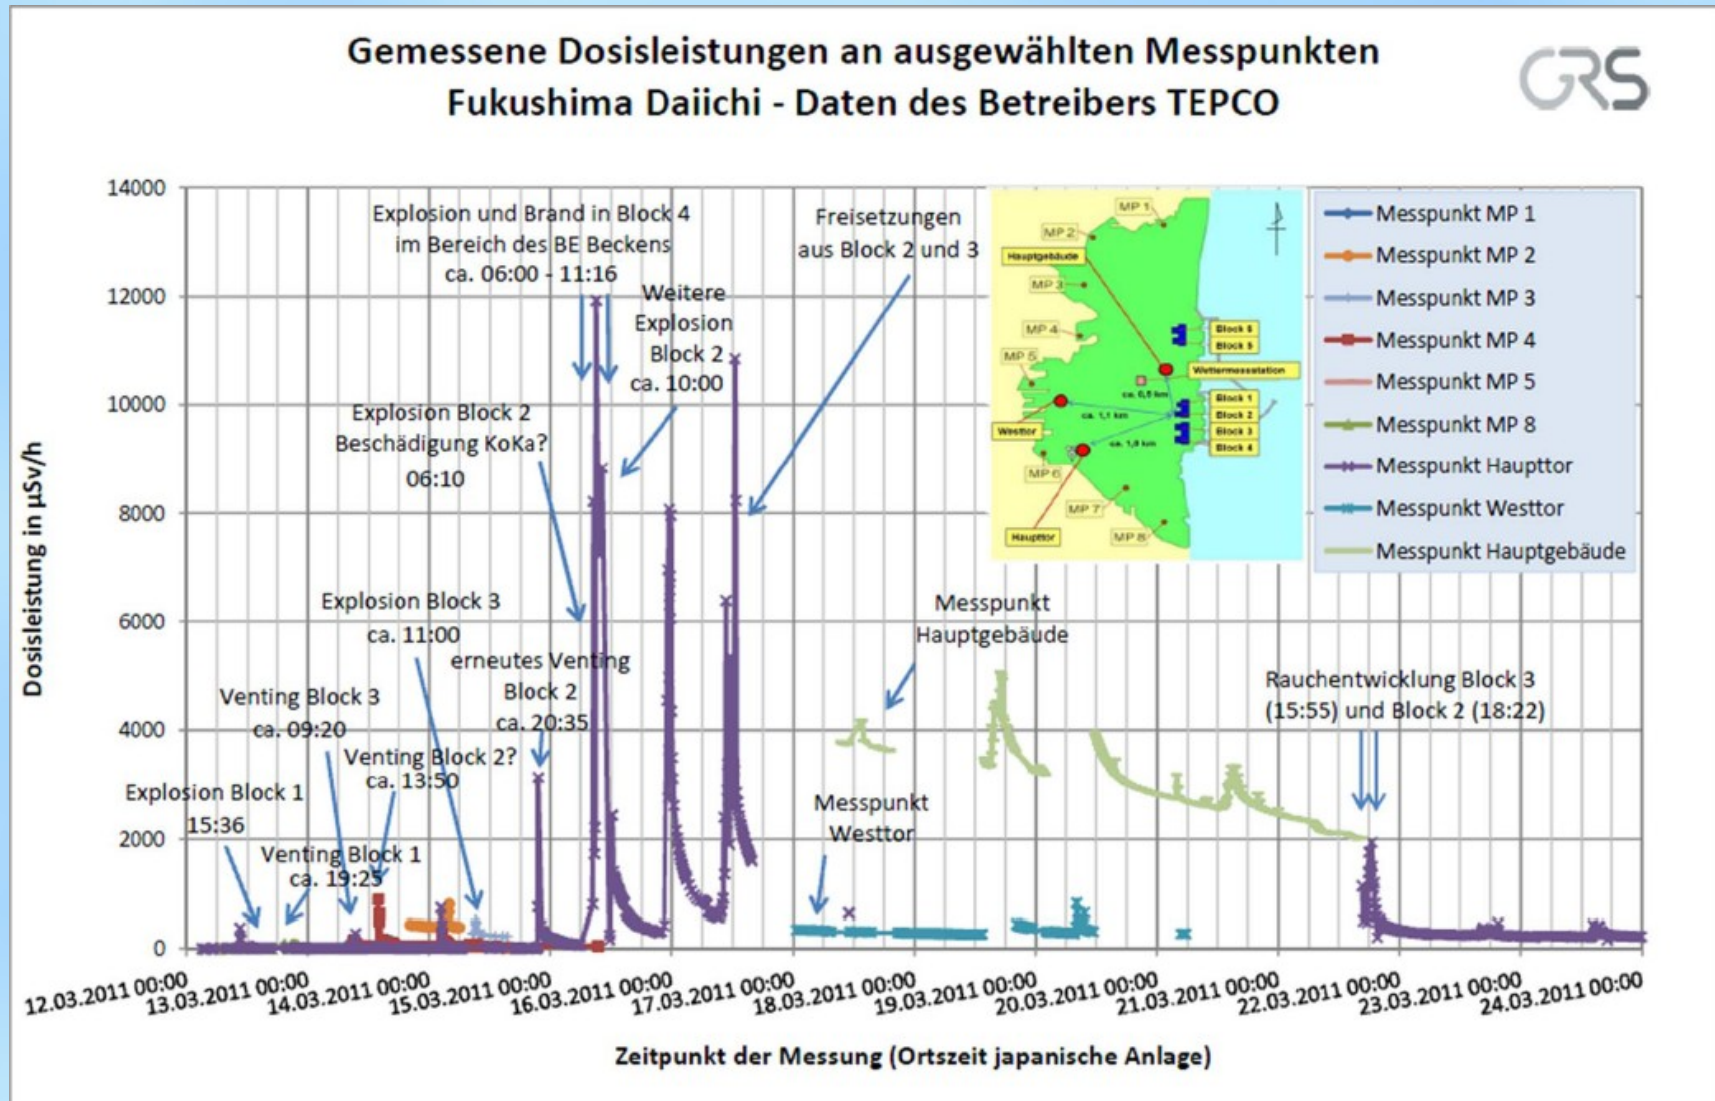 Gemessene Dosisleistungen an ausgewählten Messpunkten
Fukushima Daiichi - Daten des Betreibers TEPCO
GRS
Dosisleistung in µSv/h
14000
12000
10000
8000
6000
4000
2000
0
Explosion Block 1
15:36
Venting Block 1
ca. 19:25
Venting Block 3
ca. 09:20
Venting Block 2?
ca. 13:50
Explosion Block 3
ca. 11:00
erneutes Venting
Block 2
ca. 20:35
Explosion Block 2
Beschädigung KoKa?
06:10
Explosion und Brand in Block 4
im Bereich des BE Beckens
ca. 06:00 - 11:16
Weitere
Explosion
Block 2
ca. 10:00
Freisetzungen
aus Block 2 und 3
Messpunkt
Westtor
Messpunkt
Hauptgebäude
Rauchentwicklung Block 3
(15:55) und Block 2 (18:22)
MP 1
MP 2
Hauptgebäude
MP 3
MP 4
MP 5
Block 6
Block 5
Wettermessstation
ca. 0,5 km
Block 1
ca. 1,1 km
Block 2
Westtor
Block 3
ca. 1,0 km
Block 4
MP 6
MP 7
Haupttor
MP 8
Messpunkt MP 1
Messpunkt MP 2
Messpunkt MP 3
Messpunkt MP 4
Messpunkt MP 5
Messpunkt MP 8
Messpunkt Haupttor
Messpunkt Westtor
Messpunkt Hauptgebäude
12.03.2011 00:00
13.03.2011 00:00
14.03.2011 00:00
15.03.2011 00:00
16.03.2011 00:00
17.03.2011 00:00
18.03.2011 00:00
19.03.2011 00:00
20.03.2011 00:00
21.03.2011 00:00
22.03.2011 00:00
23.03.2011 00:00
24.03.2011 00:00
Zeitpunkt der Messung (Ortszeit japanische Anlage)